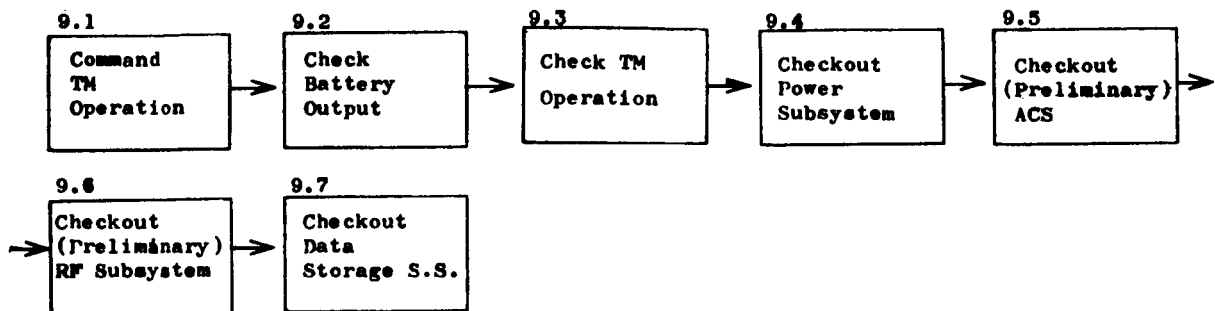 9.1
Command
TM
Operation
9.2
Check
Battery
Output
9.3
Check TM
Operation
9.4
Checkout
Power
Subsystem
9.5
Checkout
(Preliminary)
ACS
9.6
Checkout
(Preliminary)
RF Subsystem
9.7
Checkout
Data
Storage S.S.